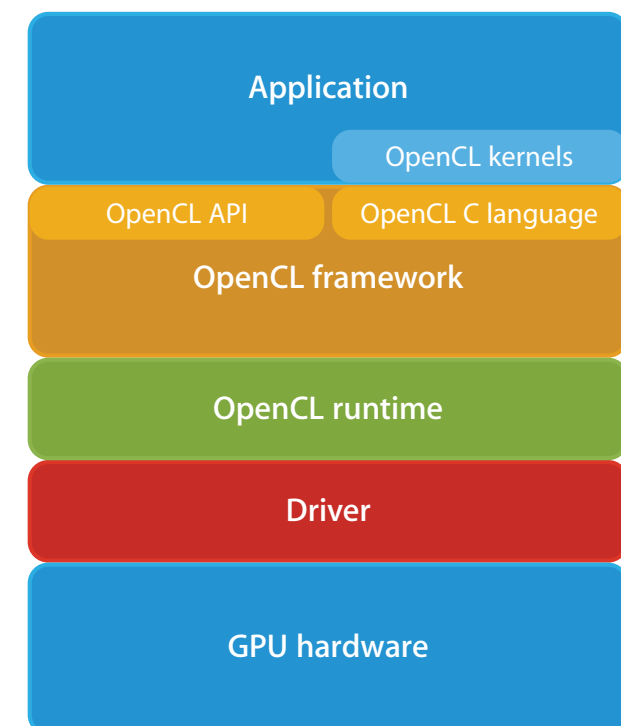 Application
OpenCL kernels
OpenCL API
OpenCL C language
OpenCL framework
OpenCL runtime
Driver
GPU hardware